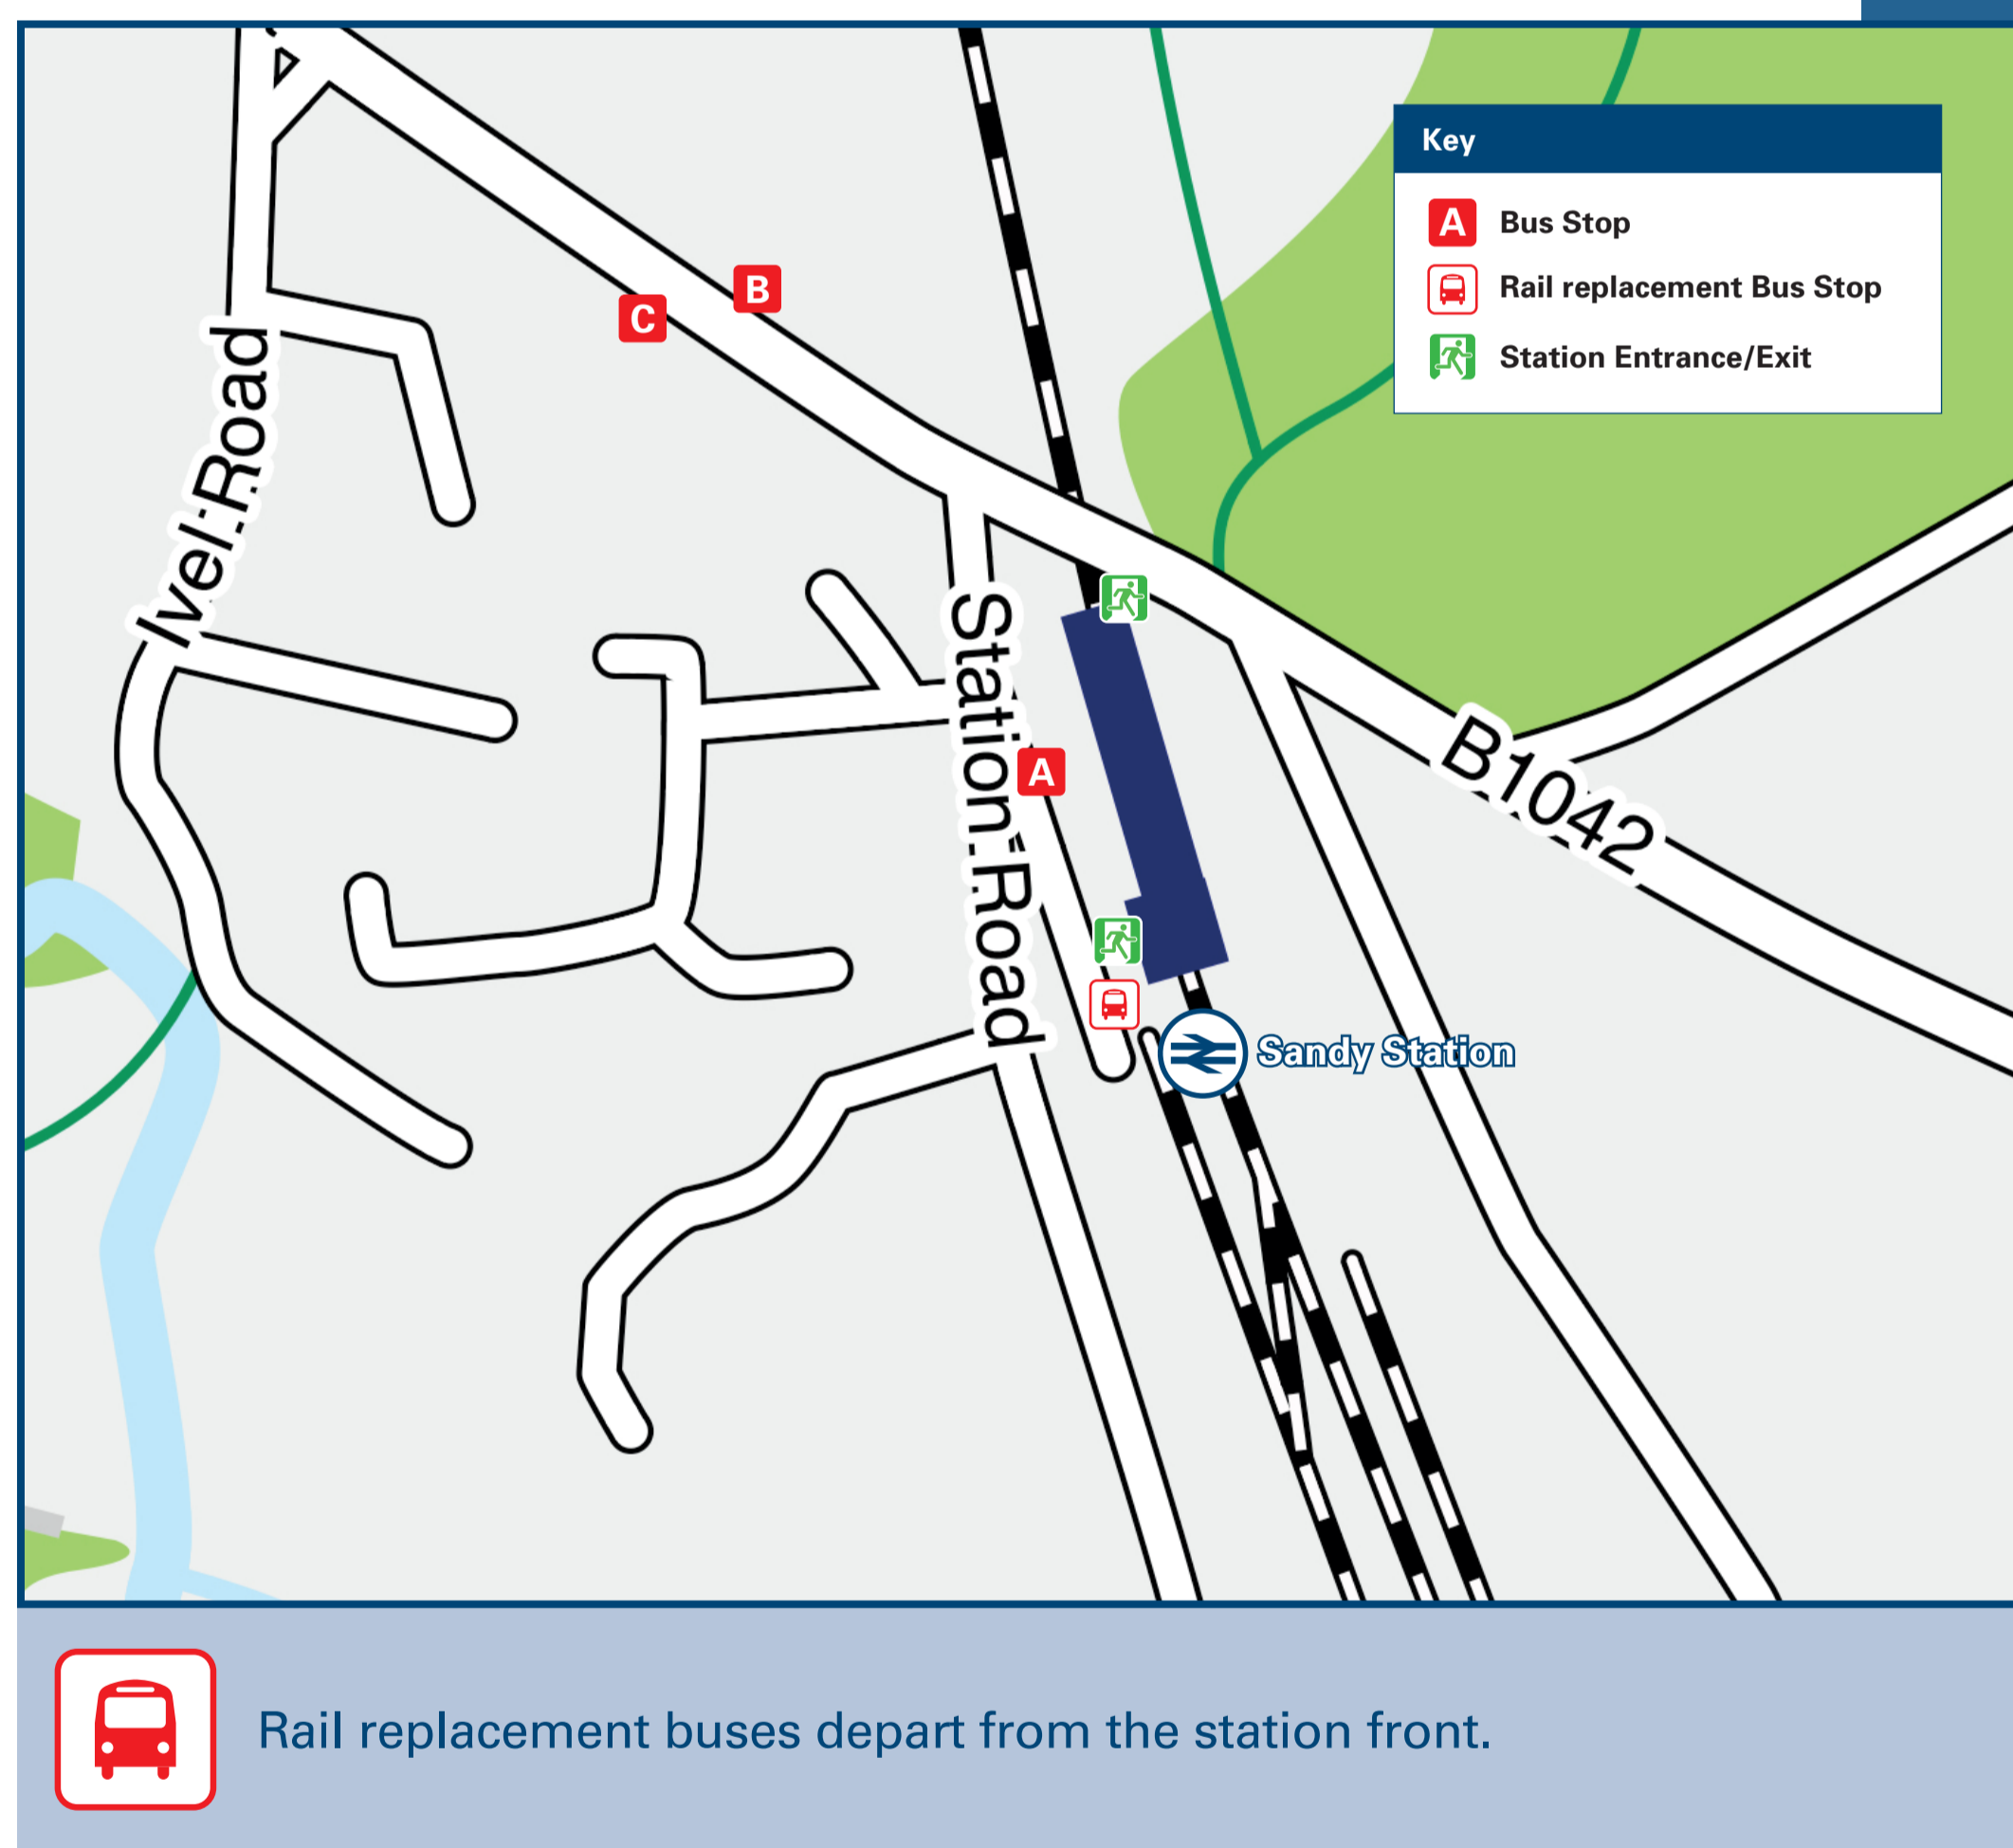 Key
A Bus Stop
Rail replacement Bus Stop
Station Entrance/Exit
B
C
Ivel Road
Station Road
A
B1042
Sandy Station
Rail replacement buses depart from the station front.